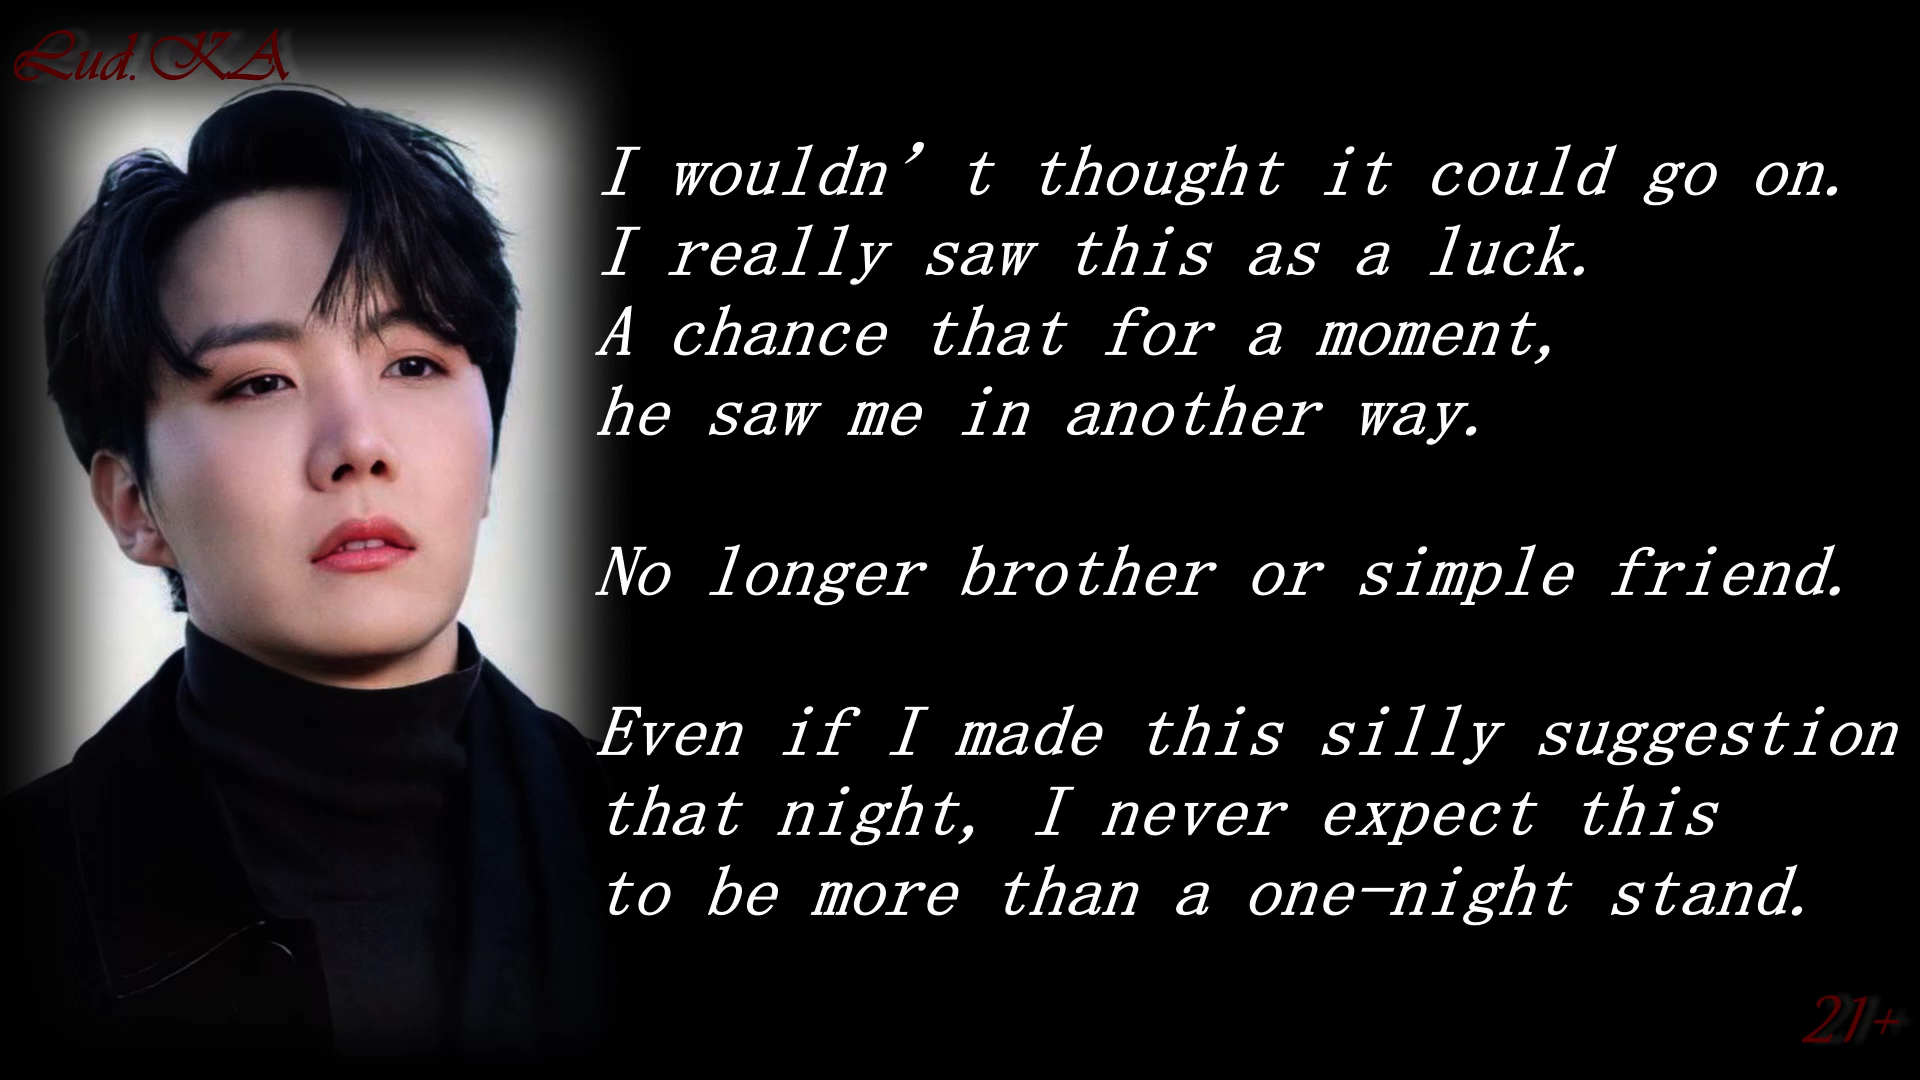 Lud.KA
I wouldn’t thought it could go on.
I really saw this as a luck.
A chance that for a moment,
he saw me in another way.
No longer brother or simple friend.
Even if I made this silly suggestion
that night, I never expect this
to be more than a one-night stand.
21+